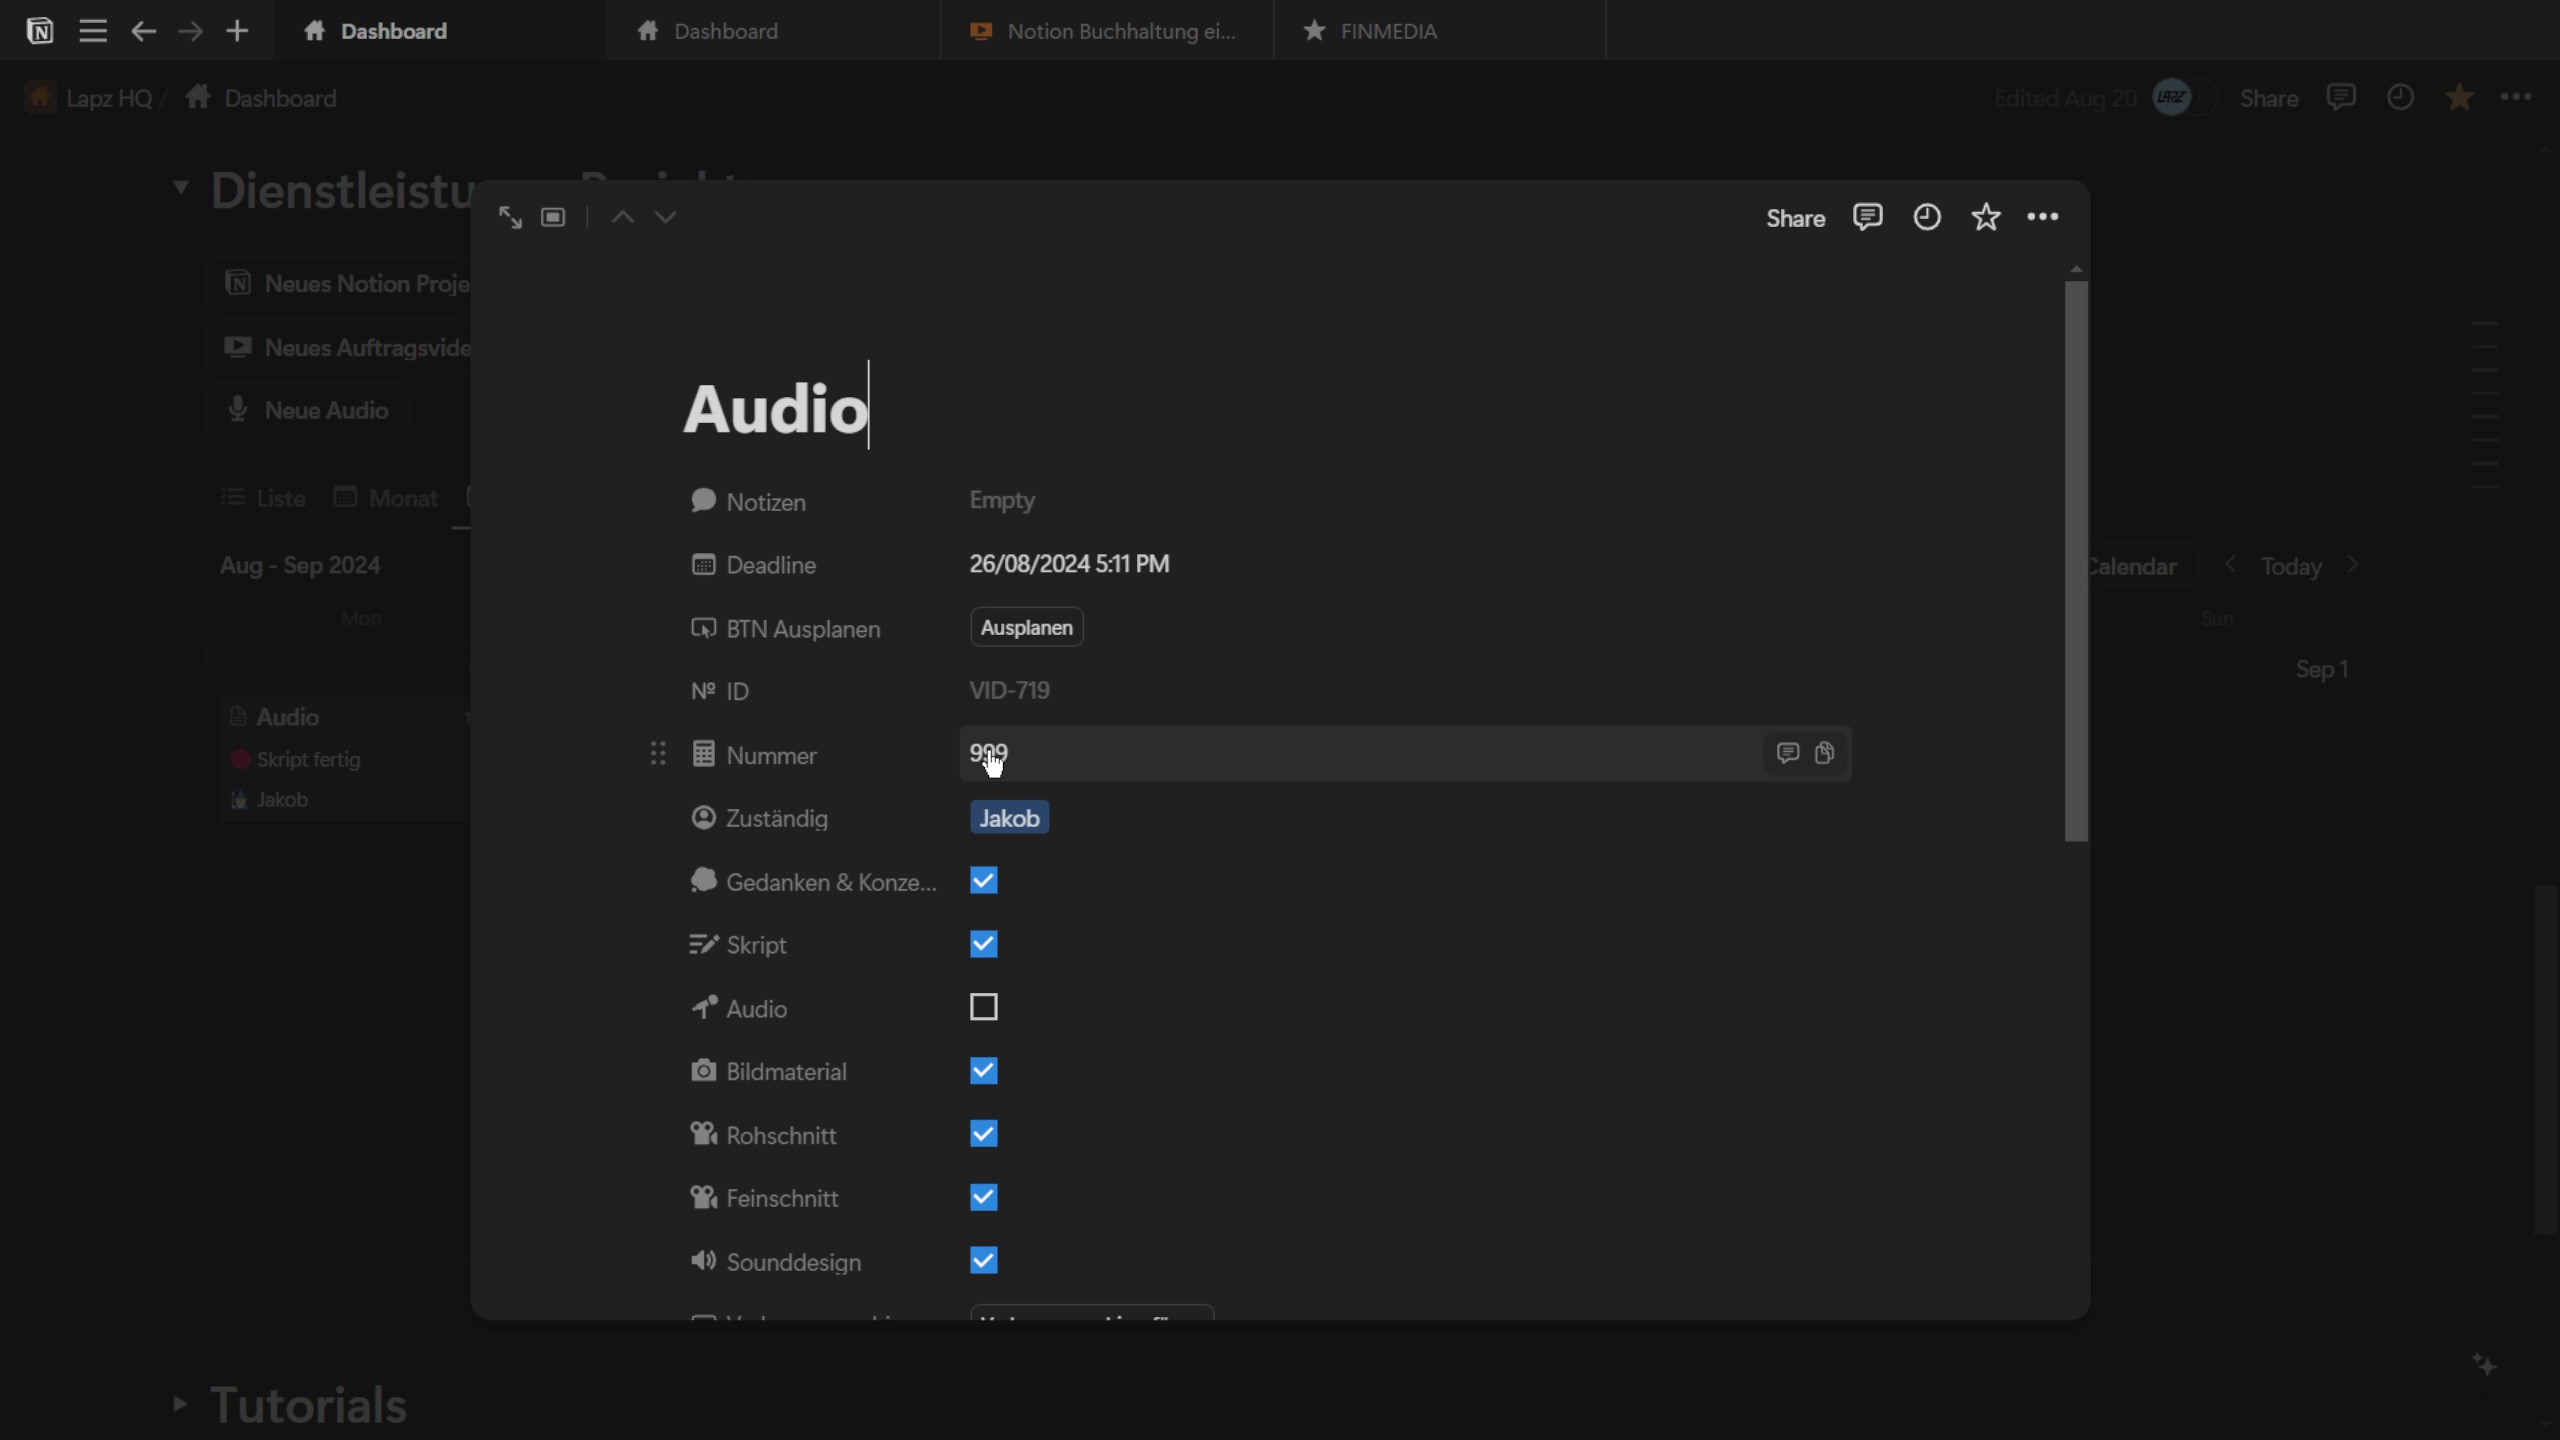 Dashboard
Dashboard
Notion Buchhaltung ei...
FINMEDIA
Lapz HQ / Dashboard
Edited Aug 20
LAPZ
Share
Dienstleistu
Share
Neues Notion Proje
Neues Auftragsvide
Neue Audio
Audio
Liste
Monat
Notizen Empty
Aug - Sep 2024
Deadline 26/08/2024 5:11 PM
Calendar
Today
Mon
BTN Ausplanen Ausplanen
Sun
Sep 1
Nº ID VID-719
Audio
Skript fertig
Jakob
Nummer 999
Zuständig Jakob
Gedanken & Konze...
Skript
Audio
Bildmaterial
Rohschnitt
Feinschnitt
Sounddesign
Tutorials